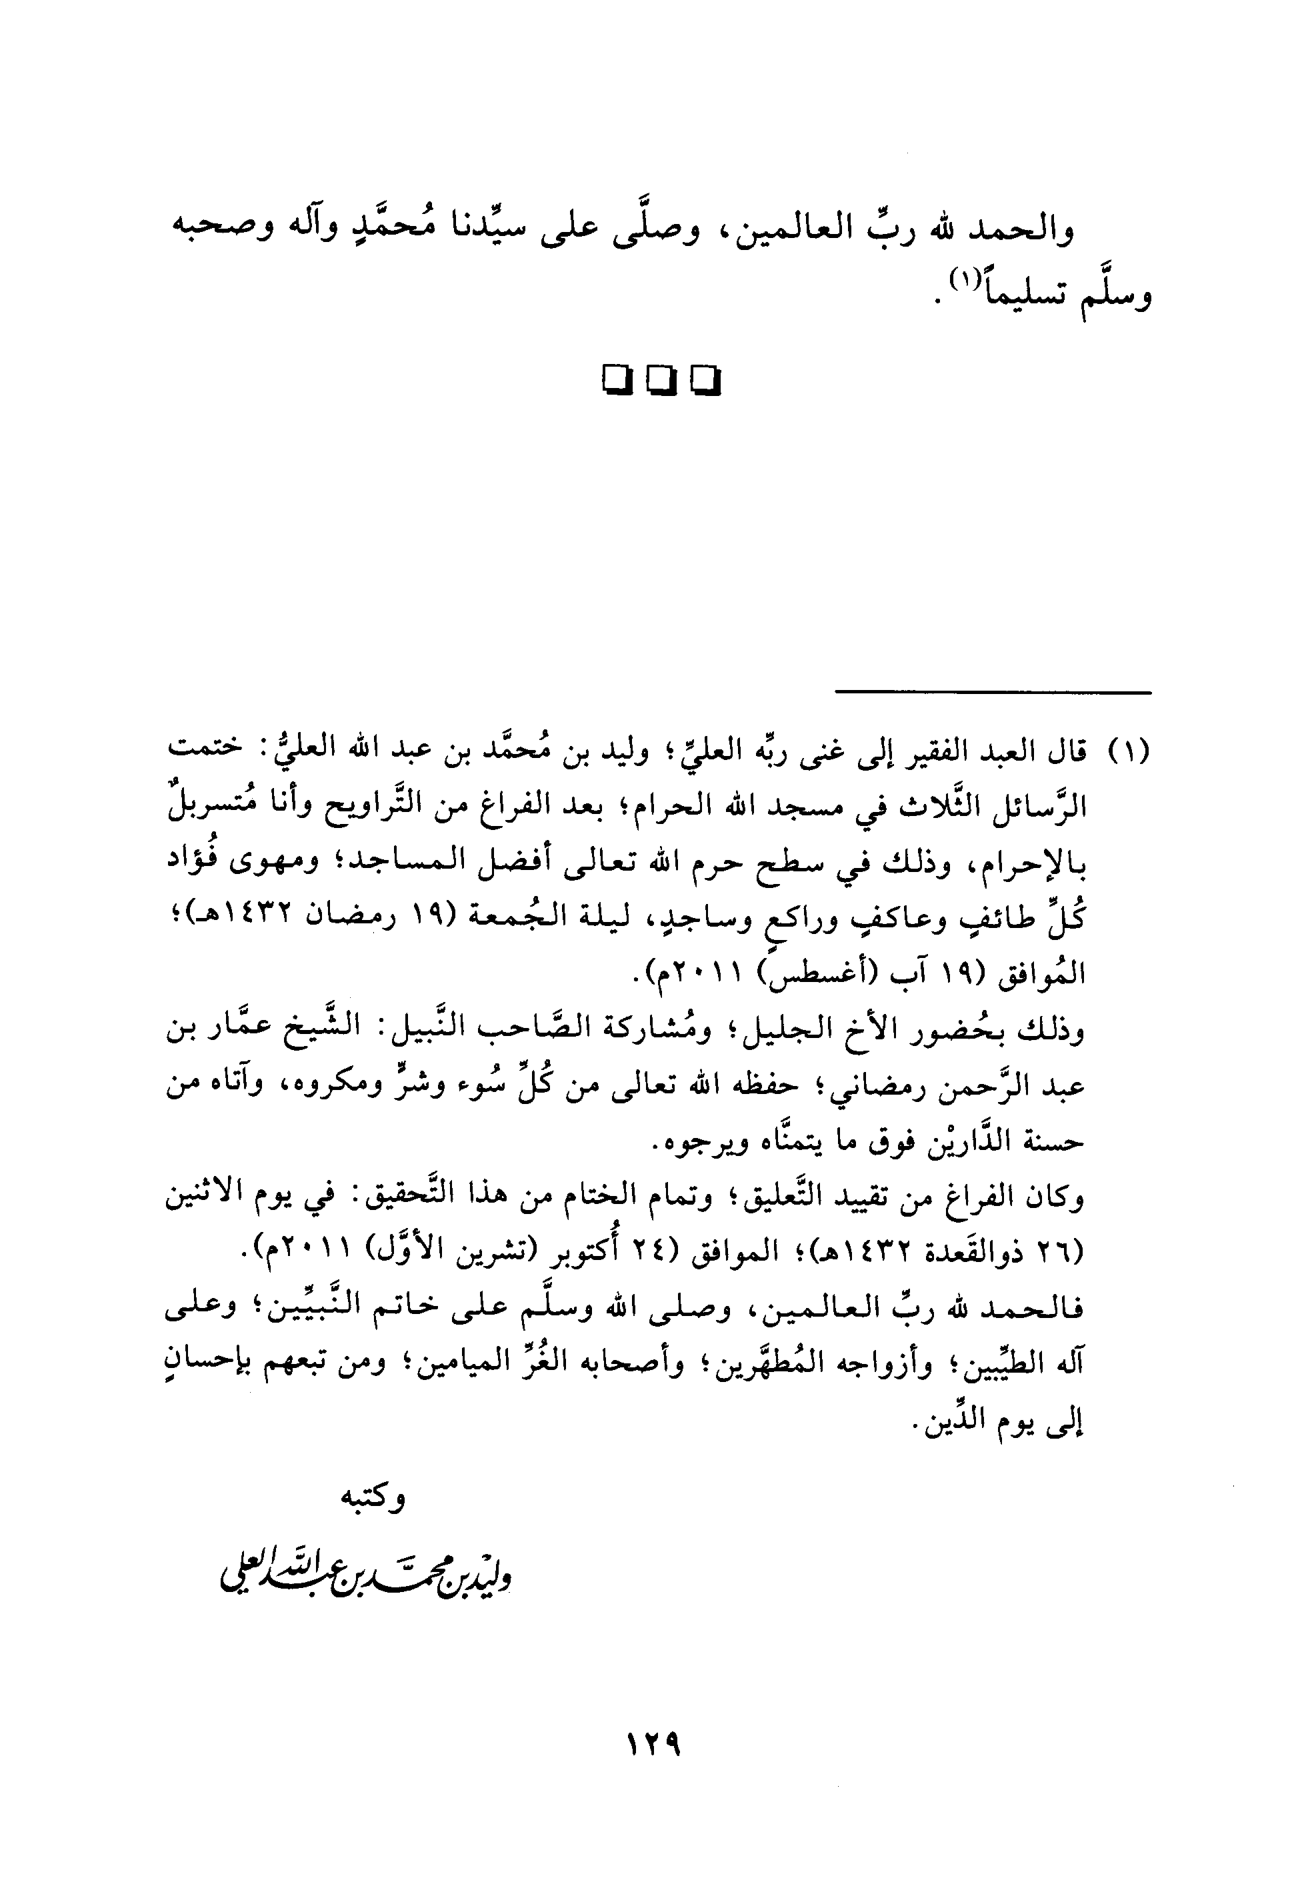 والحمد لله ربِّ العالمين، وصلَّى على سيِّدنا مُحمَّدٍ وآله وصحبه
وسلَّم تسليماً(١).
(١) قال العبد الفقير إلى غنى ربِّه العليِّ؛ وليد بن مُحمَّد بن عبد الله العليُّ: ختمت
الرَّسائل الثَّلاث في مسجد الله الحرام؛ بعد الفراغ من التَّراويح وأنا مُتسربلٌ
بالإحرام، وذلك في سطح حرم الله تعالى أفضل المساجد؛ ومهوى فُؤاد
كُلِّ طائفٍ وعاكفٍ وراكعٍ وساجدٍ، ليلة الجُمعة (١٩ رمضان ١٤٣٢هـ)؛
المُوافق (١٩ آب (أغسطس) ٢٠١١م).
وذلك بحُضور الأخ الجليل؛ ومُشاركة الصَّاحب النَّبيل: الشَّيخ عمَّار بن
عبد الرَّحمن رمضاني؛ حفظه الله تعالى من كُلِّ سُوء وشرٍّ ومكروه، وآتاه من
حسنة الدَّاريْن فوق ما يتمنَّاه ويرجوه.
وكان الفراغ من تقييد التَّعليق؛ وتمام الختام من هذا التَّحقيق: في يوم الاثنين
(٢٦ ذوالقَعدة ١٤٣٢هـ)؛ الموافق (٢٤ أُكتوبر (تشرين الأوَّل) ٢٠١١م).
فالحمد لله ربِّ العالمين، وصلى الله وسلَّم على خاتم النَّبيِّين؛ وعلى
آله الطيِّبين؛ وأزواجه المُطهَّرين؛ وأصحابه الغُرِّ الميامين؛ ومن تبعهم بإحسانٍ
إلى يوم الدِّين.
وكتبه
وليد بن محمَّد بن عبد الله العلي
١٢٩